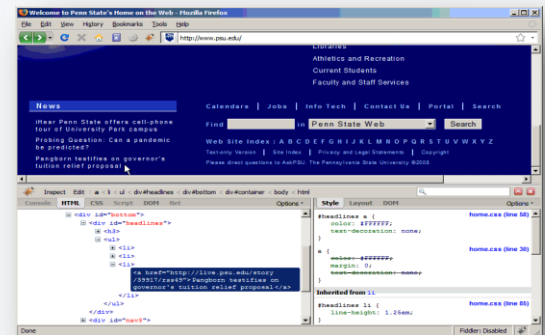 Welcome to Penn State's Home on the Web - Mozilla Firefox
File Edit View History Bookmarks Tools Help
http://www.psu.edu/
Libraries
Athletics and Recreation
Current Students
Faculty and Staff Services
News
iHear Penn State offers cell-phone
tour of University Park campus
Probing Question: Can a pandemic
be predicted?
Pangborn testifies on governor's
tuition relief proposal
Calendars | Jobs | Info Tech | Contact Us | Portal | Search
Find in Penn State Web Search
Web Site Index : A B C D E F G H I J K L M N O P Q R S T U V W X Y Z
Text-only Version | Site Index | Privacy and Legal Statements | Copyright
Please direct questions to AskPSU. The Pennsylvania State University ©2008
Inspect Edit a < li < ul < div#headlines < div#bottom < div#container < body < html
Console HTML CSS Script DOM Net Options
Style Layout DOM Options
<div id="bottom">
<div id="headlines">
<h3>
<ul>
<li>
<li>
<li>
<a href="http://live.psu.edu/story
/39917/rss49">Pangborn testifies on
governor's tuition relief proposal</a>
</li>
</ul>
</div>
#headlines a { home.css (line 58)
color: #FFFFFF;
text-decoration: none;
}
a { home.css (line 30)
color: #FFFFFF;
margin: 0;
text-decoration: none;
}
Inherited from li
#headlines li { home.css (line 85)
line-height: 1.25em;
}
Done
Fiddler: Disabled